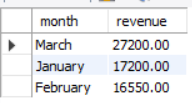 month revenue
March 27200.00
January 17200.00
February 16550.00